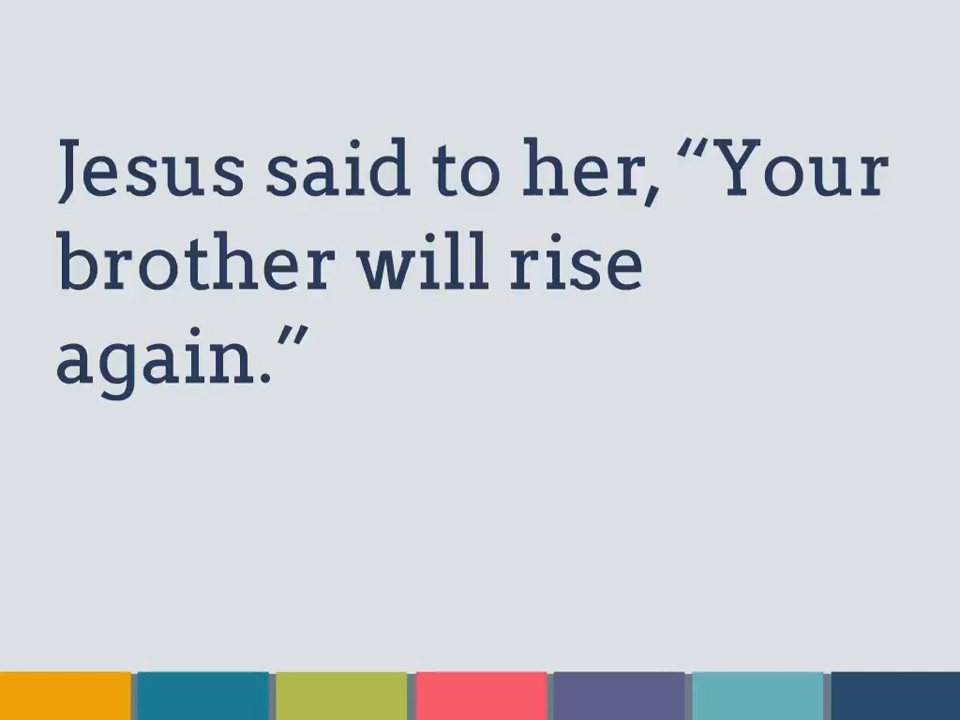 Jesus said to her, “Your
brother will rise
again.”